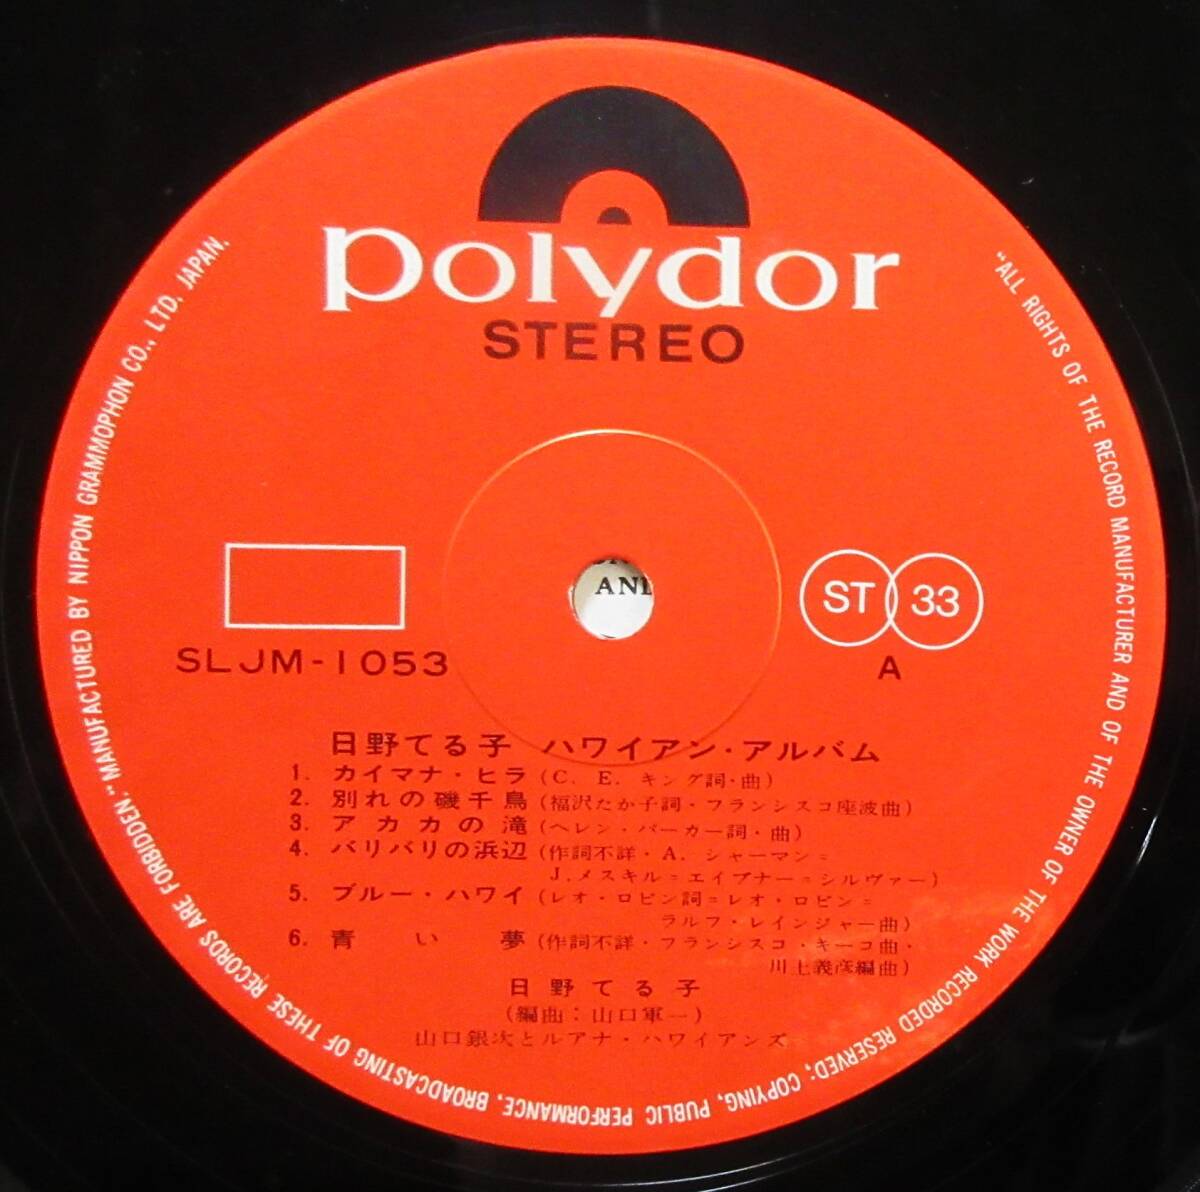 polydor
STEREO
"ALL RIGHTS OF THE RECORD MANUFACTURER AND OF THE OWNER OF THE WORK RECORDED RESERVED; COPYING, PUBLIC PERFORMANCE, BROADCASTING OF THESE RECORDS ARE FORBIDDEN." MANUFACTURED BY NIPPON GRAMMOPHON CO., LTD. JAPAN.
AND
ST 33
SLJM-1053
A
日野てる子 ハワイアン・アルバム
1. カイマナ・ヒラ(C. E. キング詞・曲)
2. 別れの磯千鳥(福沢たか子詞・フランシスコ座波曲)
3. アカカの滝(ヘレン・パーカー詞・曲)
4. バリバリの浜辺(作詞不詳・A. シャーマン=
J.メスキル=エイブナー=シルヴァー)
5. ブルー・ハワイ(レオ・ロビン詞=レオ・ロビン=
ラルフ・レインジャー曲)
6. 青い夢(作詞不詳・フランシスコ・キーコ曲・
川上義彦編曲)
日野てる子
(編曲:山口軍一)
山口銀次とルアナ・ハワイアンズ